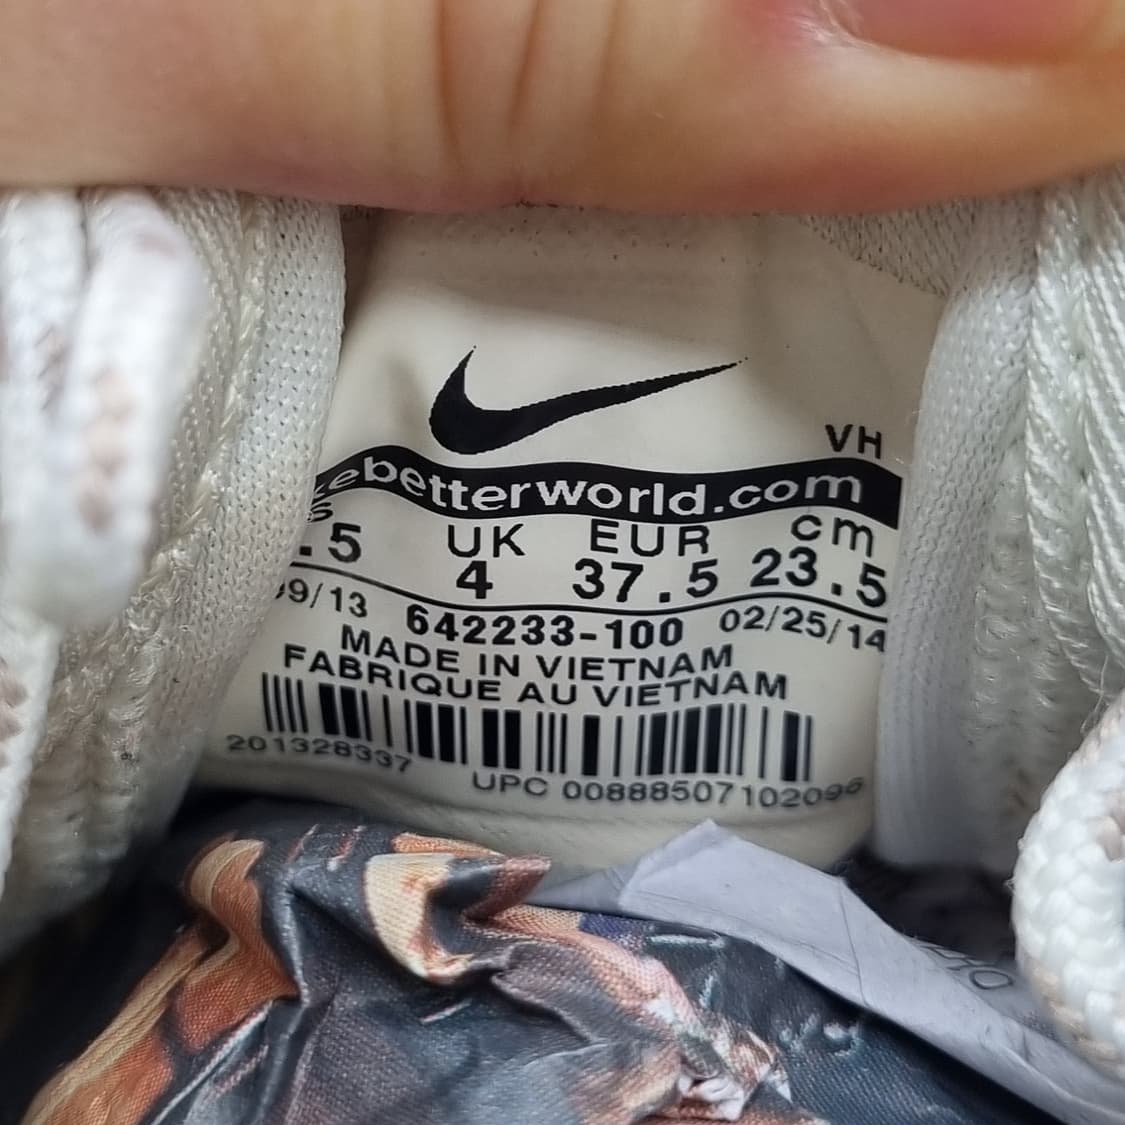 VH
ebetterworld.com
S UK EUR cm
.5 4 37.5 23.5
9/13 642233-100 02/25/14
MADE IN VIETNAM
FABRIQUE AU VIETNAM
201328337
UPC 00888507102096